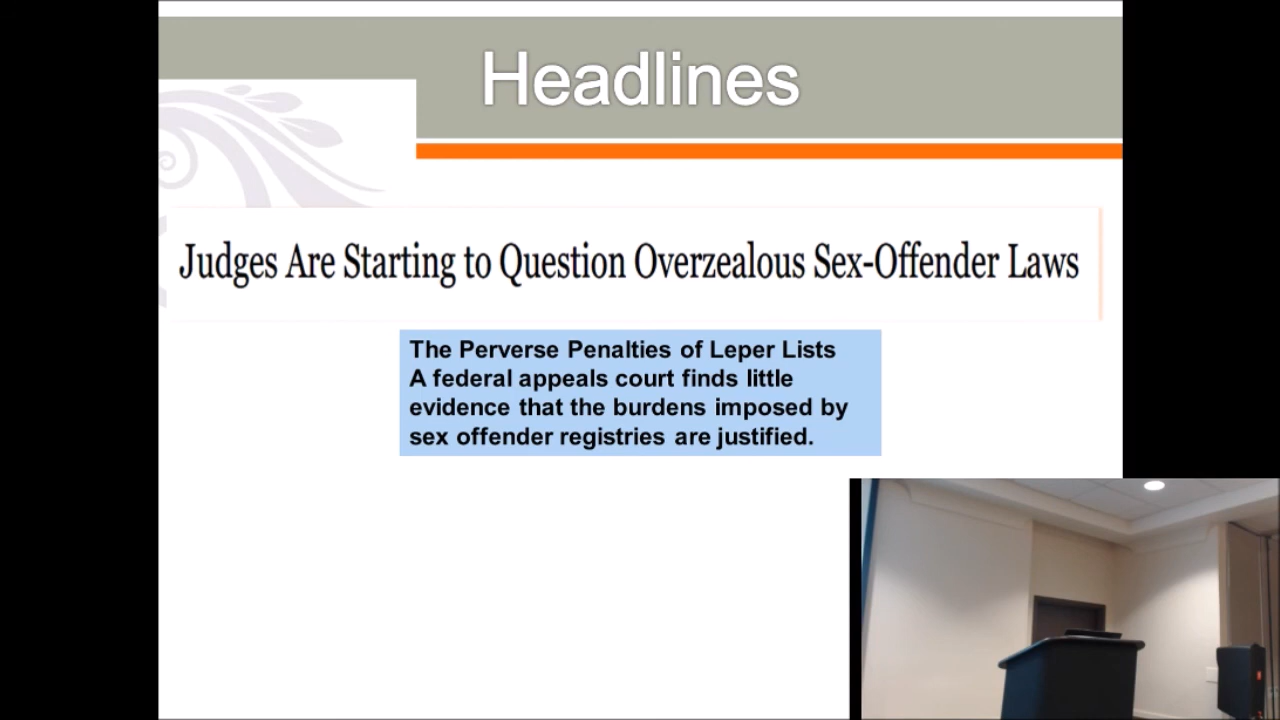 Headlines
Judges Are Starting to Question Overzealous Sex-Offender Laws
The Perverse Penalties of Leper Lists
A federal appeals court finds little
evidence that the burdens imposed by
sex offender registries are justified.